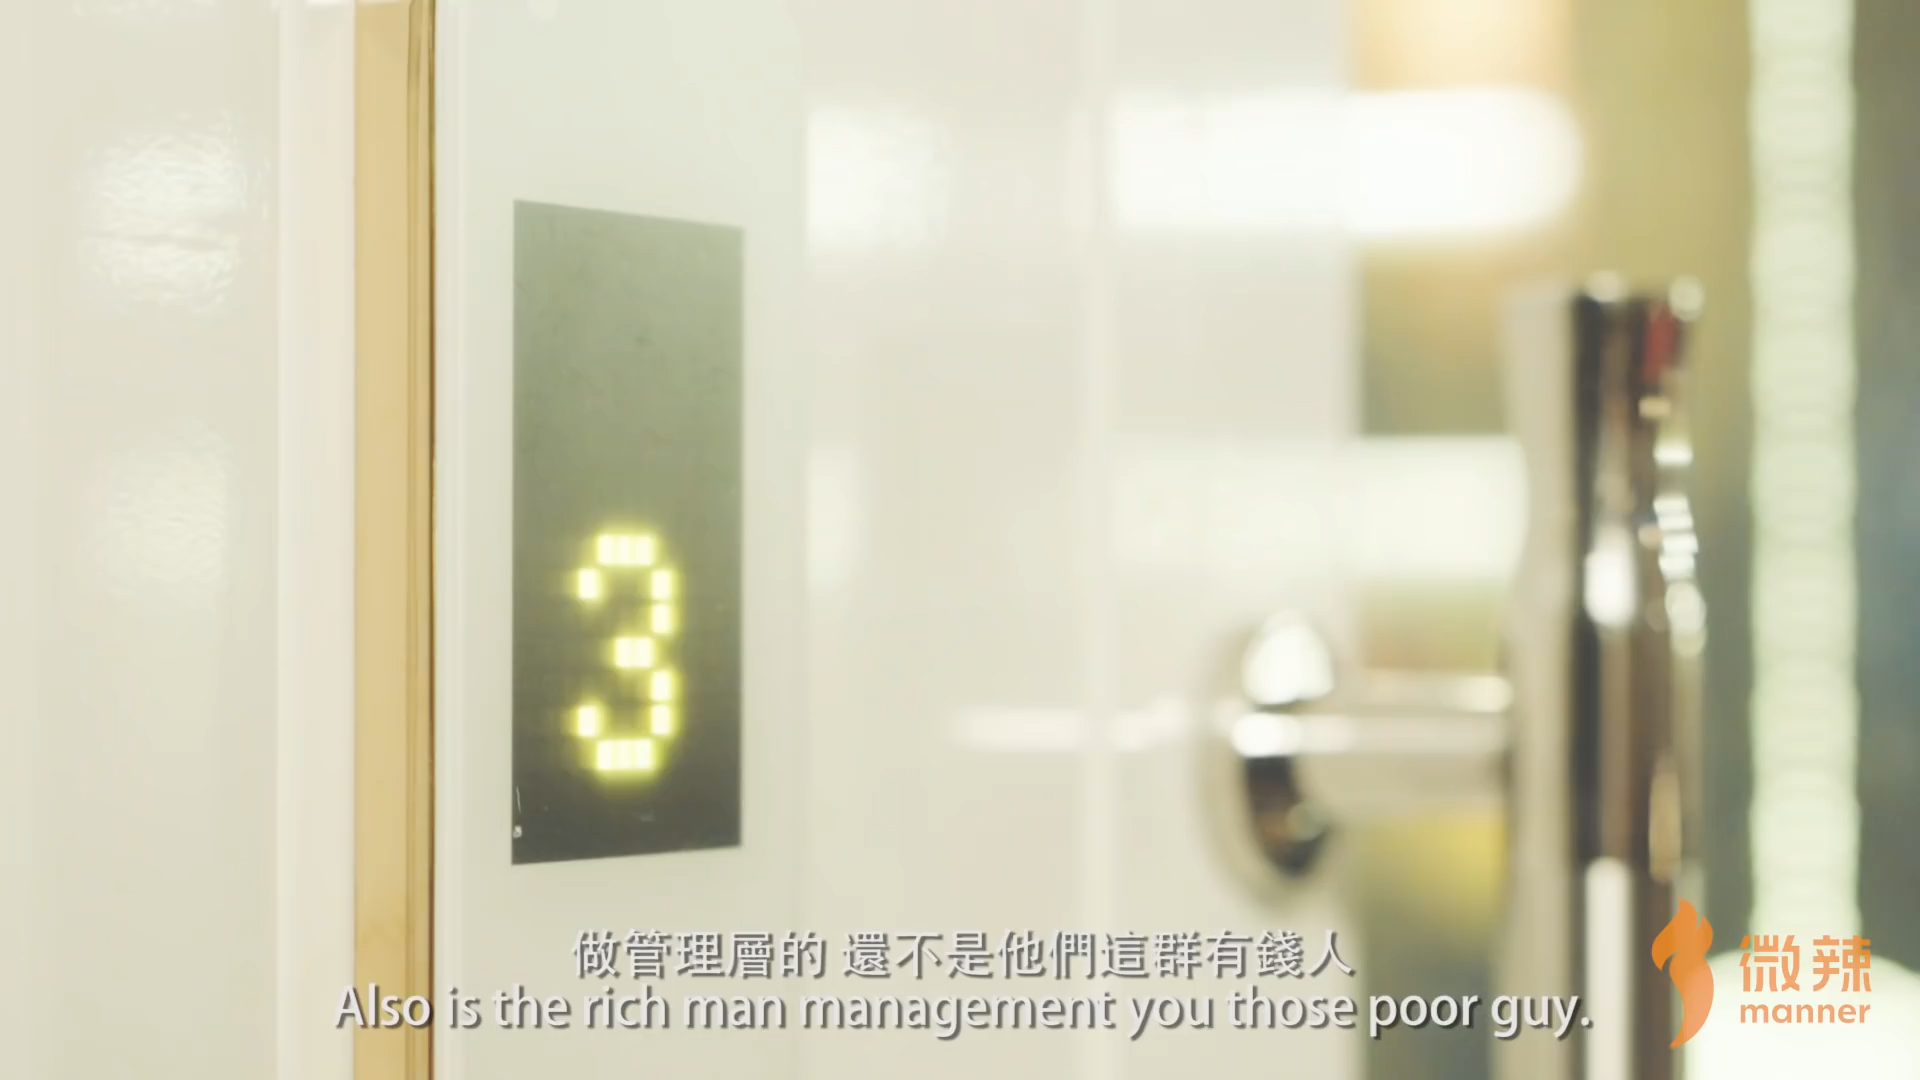 3
做管理層的 還不是他們這群有錢人
Also is the rich man management you those poor guy.
微辣
manner